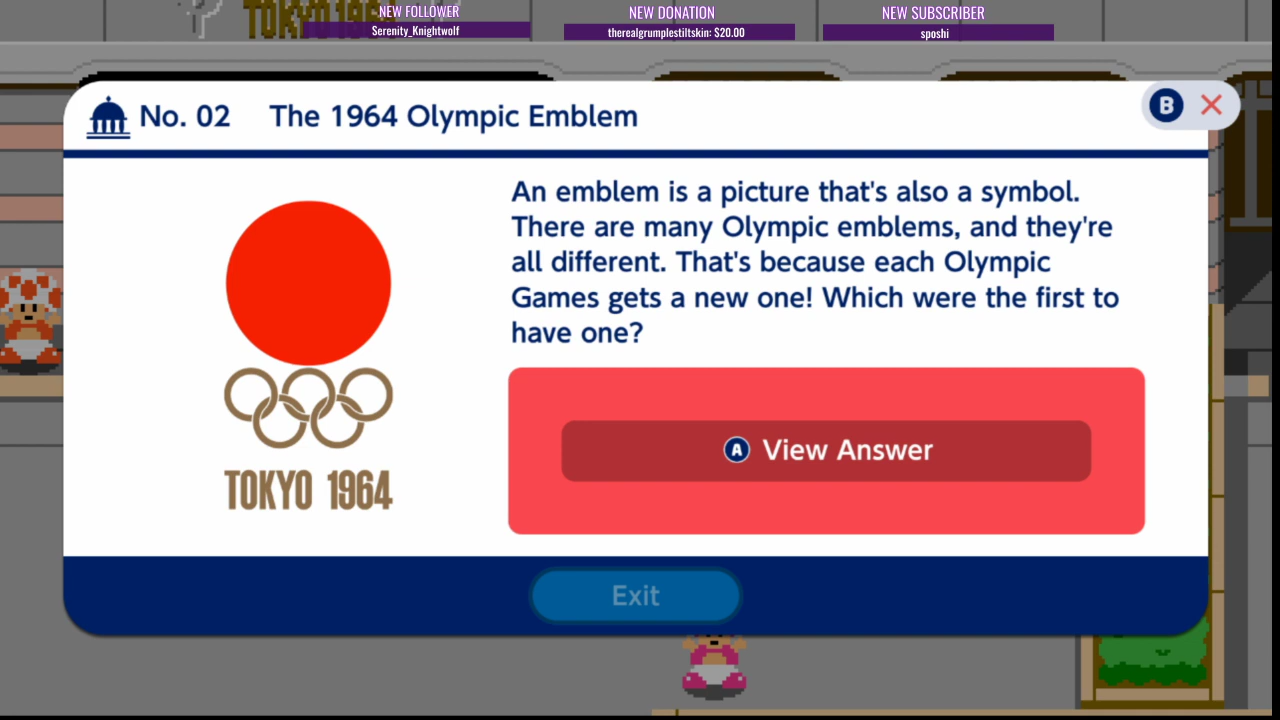 NEW FOLLOWER
Serenity_Knightwolf
NEW DONATION
therealgrumplestiltskin: $20.00
NEW SUBSCRIBER
sposhi
TOKYO 1964
No. 02 The 1964 Olympic Emblem
B
An emblem is a picture that's also a symbol.
There are many Olympic emblems, and they're
all different. That's because each Olympic
Games gets a new one! Which were the first to
have one?
TOKYO 1964
A View Answer
Exit